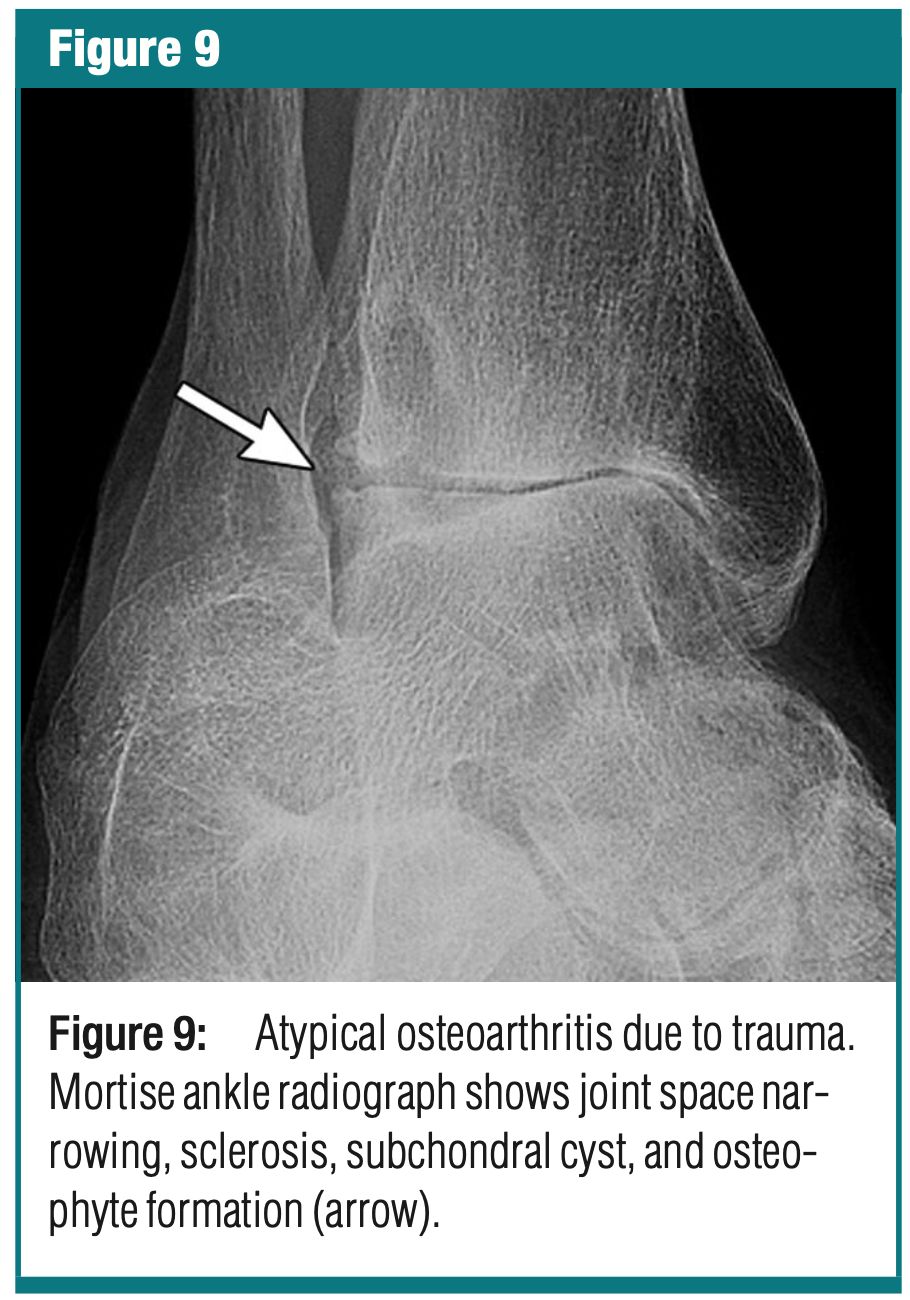 Figure 9
Figure 9: Atypical osteoarthritis due to trauma.
Mortise ankle radiograph shows joint space nar-
rowing, sclerosis, subchondral cyst, and osteo-
phyte formation (arrow).